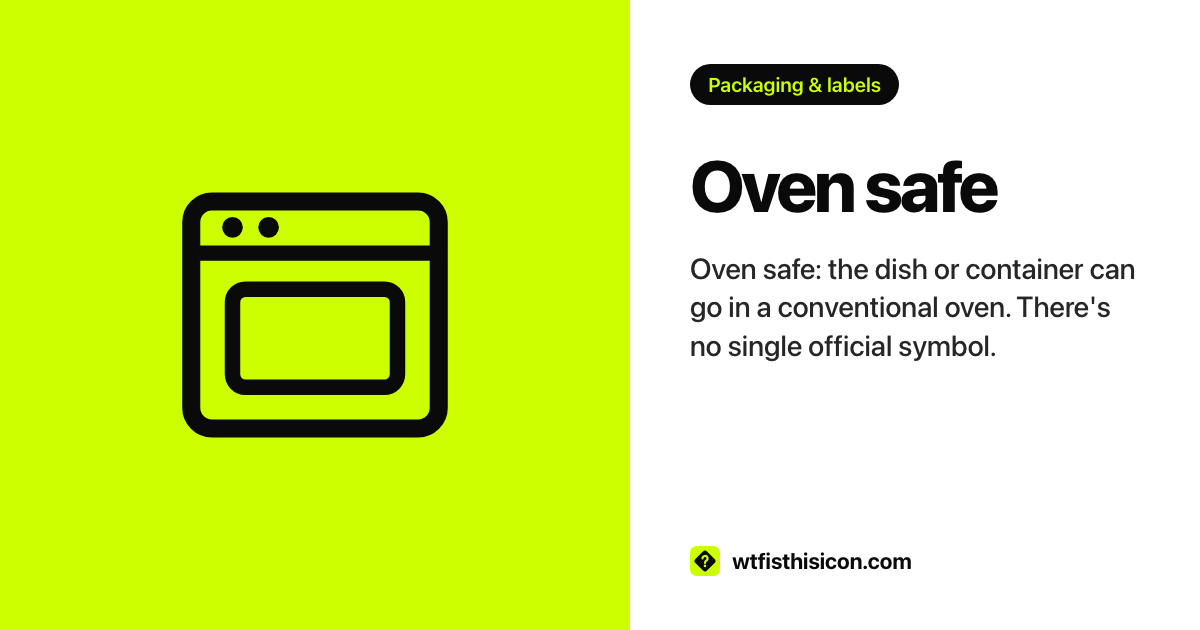 Packaging & labels
Oven safe
Oven safe: the dish or container can
go in a conventional oven. There's
no single official symbol.
?
wtfisthisicon.com